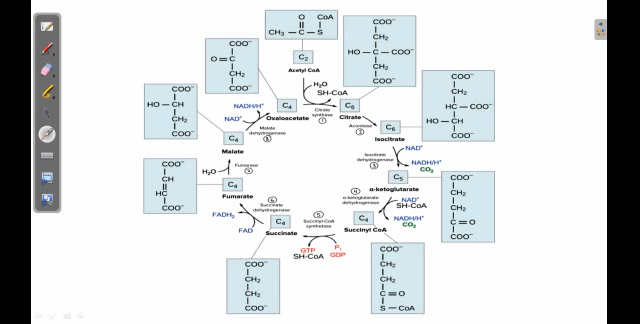 O CoA
CH₃ — C — S
C₂
Acetyl CoA
COO⁻
O = C
CH₂
COO⁻
C₄
Oxaloacetate
H₂O
SH-CoA
Citrate
synthase
①
COO⁻
CH₂
HO — C — COO⁻
CH₂
COO⁻
C₆
Citrate
Aconitase
②
COO⁻
CH₂
HC — COO⁻
HO — CH
COO⁻
C₆
Isocitrate
Isocitrate
dehydrogenase
③
NAD⁺
NADH/H⁺
CO₂
C₅
α-ketoglutarate
COO⁻
CH₂
CH₂
C = O
COO⁻
④
α-ketoglutarate
dehydrogenase
NAD⁺
SH-CoA
NADH/H⁺
CO₂
C₄
Succinyl CoA
COO⁻
CH₂
CH₂
C = O
S — CoA
⑤
Succinyl-CoA
synthetase
GTP
SH-CoA
Pᵢ
GDP
C₄
Succinate
COO⁻
CH₂
CH₂
COO⁻
⑥
Succinate
dehydrogenase
FADH₂
FAD
C₄
Fumarate
COO⁻
CH
HC
COO⁻
H₂O
Fumarase
C₄
Malate
COO⁻
HO — CH
CH₂
COO⁻
NADH/H⁺
NAD⁺
Malate
dehydrogenase
⑧